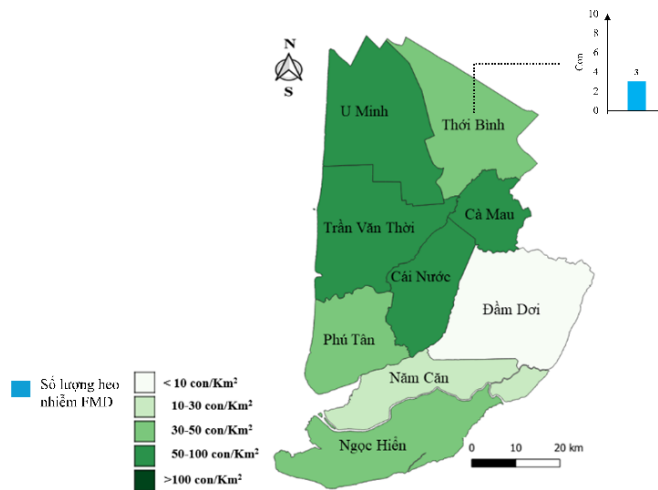 10
8
6
4
2
0
Con
3
N
S
U Minh
Thới Bình
Cà Mau
Trần Văn Thời
Cái Nước
Đầm Dơi
Phú Tân
Năm Căn
Ngọc Hiển
Số lượng heo
nhiễm FMD
< 10 con/Km²
10-30 con/Km²
30-50 con/Km²
50-100 con/Km²
>100 con/Km²
0 10 20 km